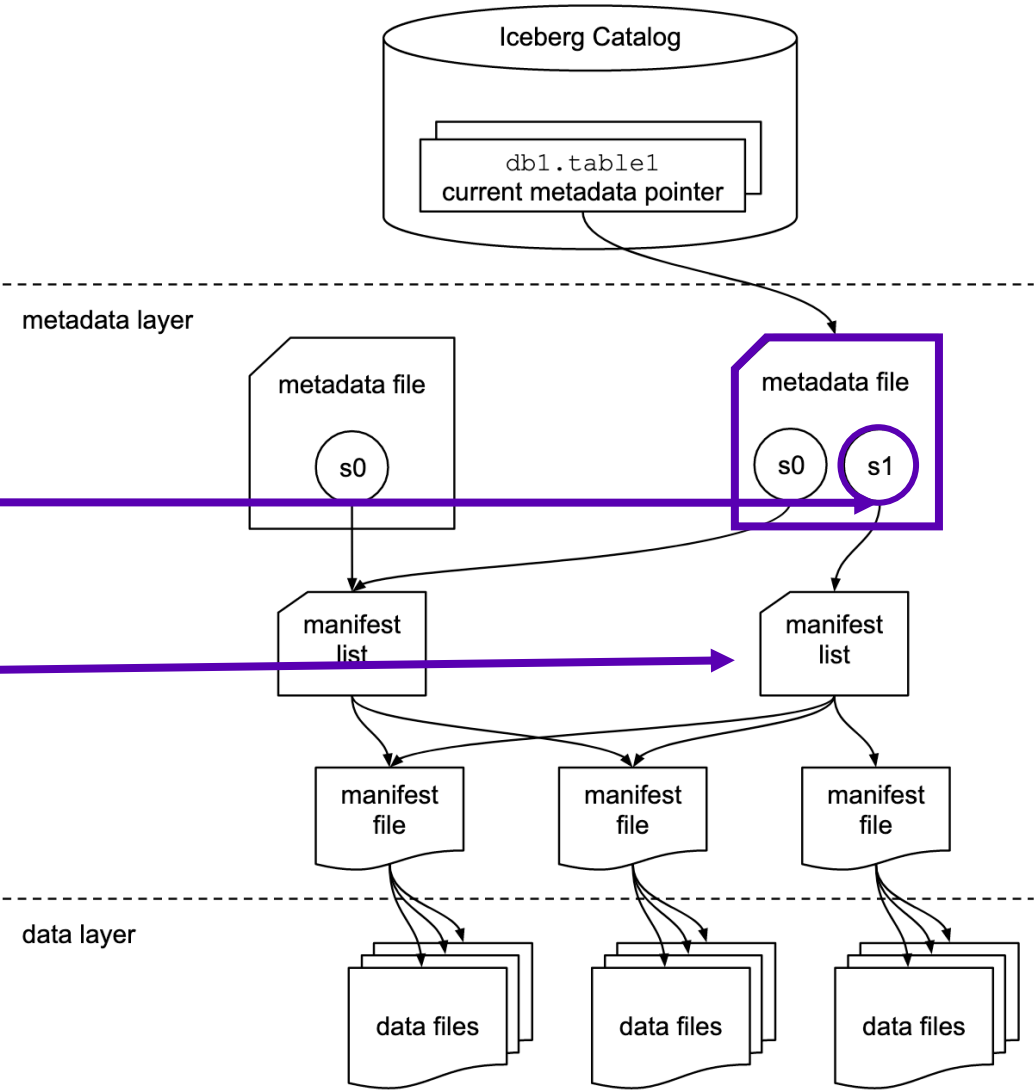 Iceberg Catalog
db1.table1
current metadata pointer
metadata layer
metadata file
s0
metadata file
s0
s1
manifest
list
manifest
list
manifest
file
manifest
file
manifest
file
data layer
data files
data files
data files